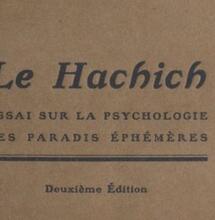 Le Hachich
SSAI SUR LA PSYCHOLOGIE
ES PARADIS ÉPHÉMÈRES
Deuxième Édition